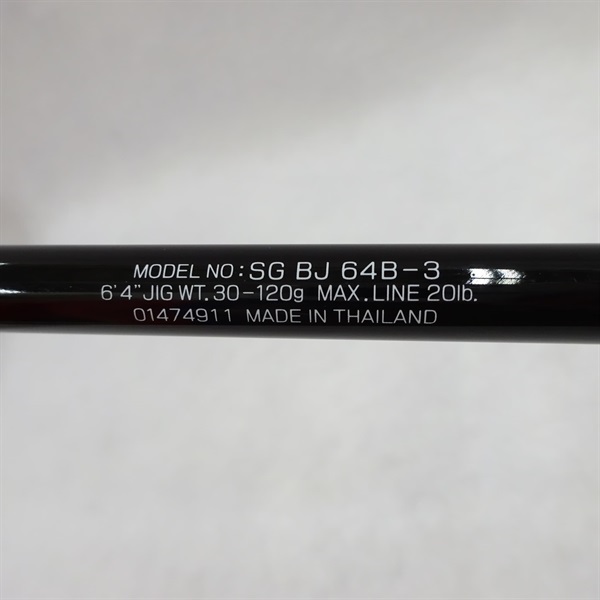 MODEL NO: SG BJ 64B-3
6'4" JIG WT. 30-120g MAX. LINE 20lb.
01474911 MADE IN THAILAND